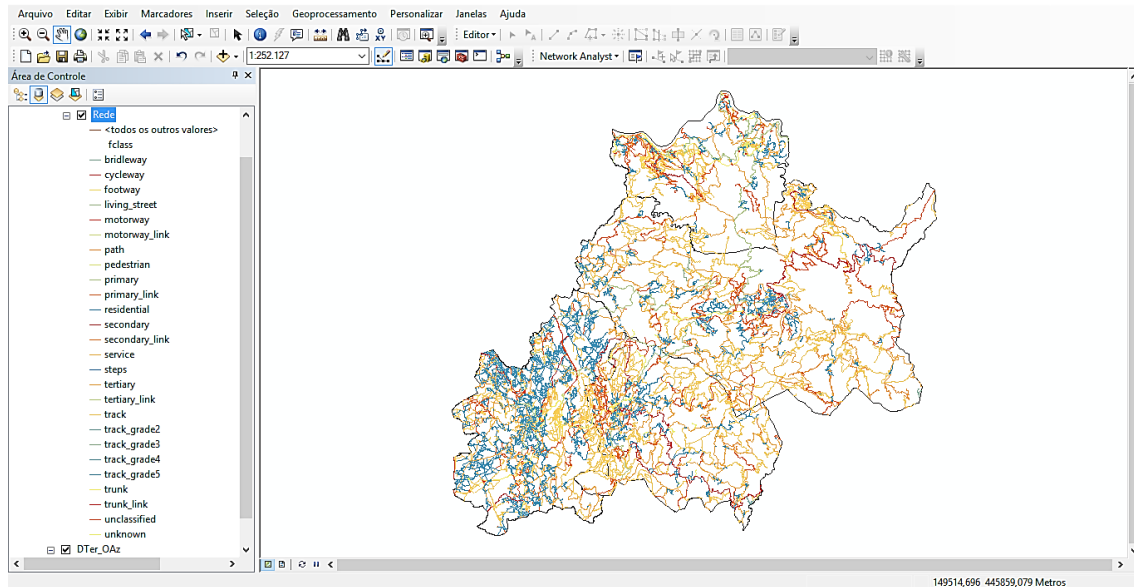 Arquivo Editar Exibir Marcadores Inserir Seleção Geoprocessamento Personalizar Janelas Ajuda
Editor
1:252.127 Network Analyst
Área de Controle
Rede
<todos os outros valores>
fclass
bridleway
cycleway
footway
living_street
motorway
motorway_link
path
pedestrian
primary
primary_link
residential
secondary
secondary_link
service
steps
tertiary
tertiary_link
track
track_grade2
track_grade3
track_grade4
track_grade5
trunk
trunk_link
unclassified
unknown
DTer_OAz
149514,696 445859,079 Metros